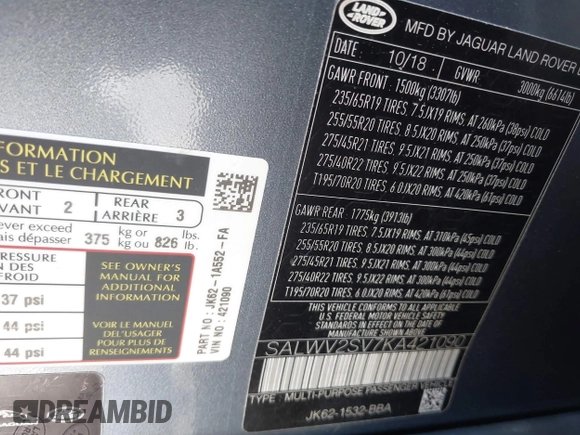 NFORMATION
S ET LE CHARGEMENT
FRONT
VANT 2
REAR
ARRIÈRE 3
ever exceed
ais dépasser 375 kg or
kg ou 826 lbs.
lb.
PRESSURE
ON DES
FROID
37 psi
44 psi
44 psi
SEE OWNER'S
MANUAL FOR
ADDITIONAL
INFORMATION
VOIR LE MANUEL
DE L'USAGER
POUR PLUS DE
RENSEIGNEMENTS
PART NO : JK62-1A552-FA
VIN NO : 421090
LAND
ROVER
MFD BY JAGUAR LAND ROVER
DATE: 10/18 GVWR 3000kg (6614lb)
GAWR FRONT: 1500kg (3307lb)
235/65R19 TIRES. 7.5JX19 RIMS, AT 260kPa (38psi) COLD
255/55R20 TIRES. 8.5JX20 RIMS, AT 250kPa (37psi) COLD
275/45R21 TIRES. 9.5JX21 RIMS, AT 250kPa (37psi) COLD
275/40R22 TIRES. 9.5JX22 RIMS, AT 250kPa (37psi) COLD
T195/70R20 TIRES. 6.0JX20 RIMS, AT 420kPa (61psi) COLD
GAWR REAR: 1775kg (3913lb)
235/65R19 TIRES. 7.5JX19 RIMS, AT 310kPa (45psi) COLD
255/55R20 TIRES. 8.5JX20 RIMS, AT 300kPa (44psi) COLD
275/45R21 TIRES. 9.5JX21 RIMS, AT 300kPa (44psi) COLD
275/40R22 TIRES. 9.5JX22 RIMS, AT 300kPa (44psi) COLD
T195/70R20 TIRES. 6.0JX20 RIMS, AT 420kPa (61psi) COLD
THIS VEHICLE CONFORMS TO ALL APPLICABLE
U.S. FEDERAL MOTOR VEHICLE SAFETY
STANDARDS IN EFFECT ON THE DATE OF
MANUFACTURE SHOWN ABOVE.
SALWV2SV7KA421090
TYPE: MULTI-PURPOSE PASSENGER
JK62-1532-BBA
DREAMBID